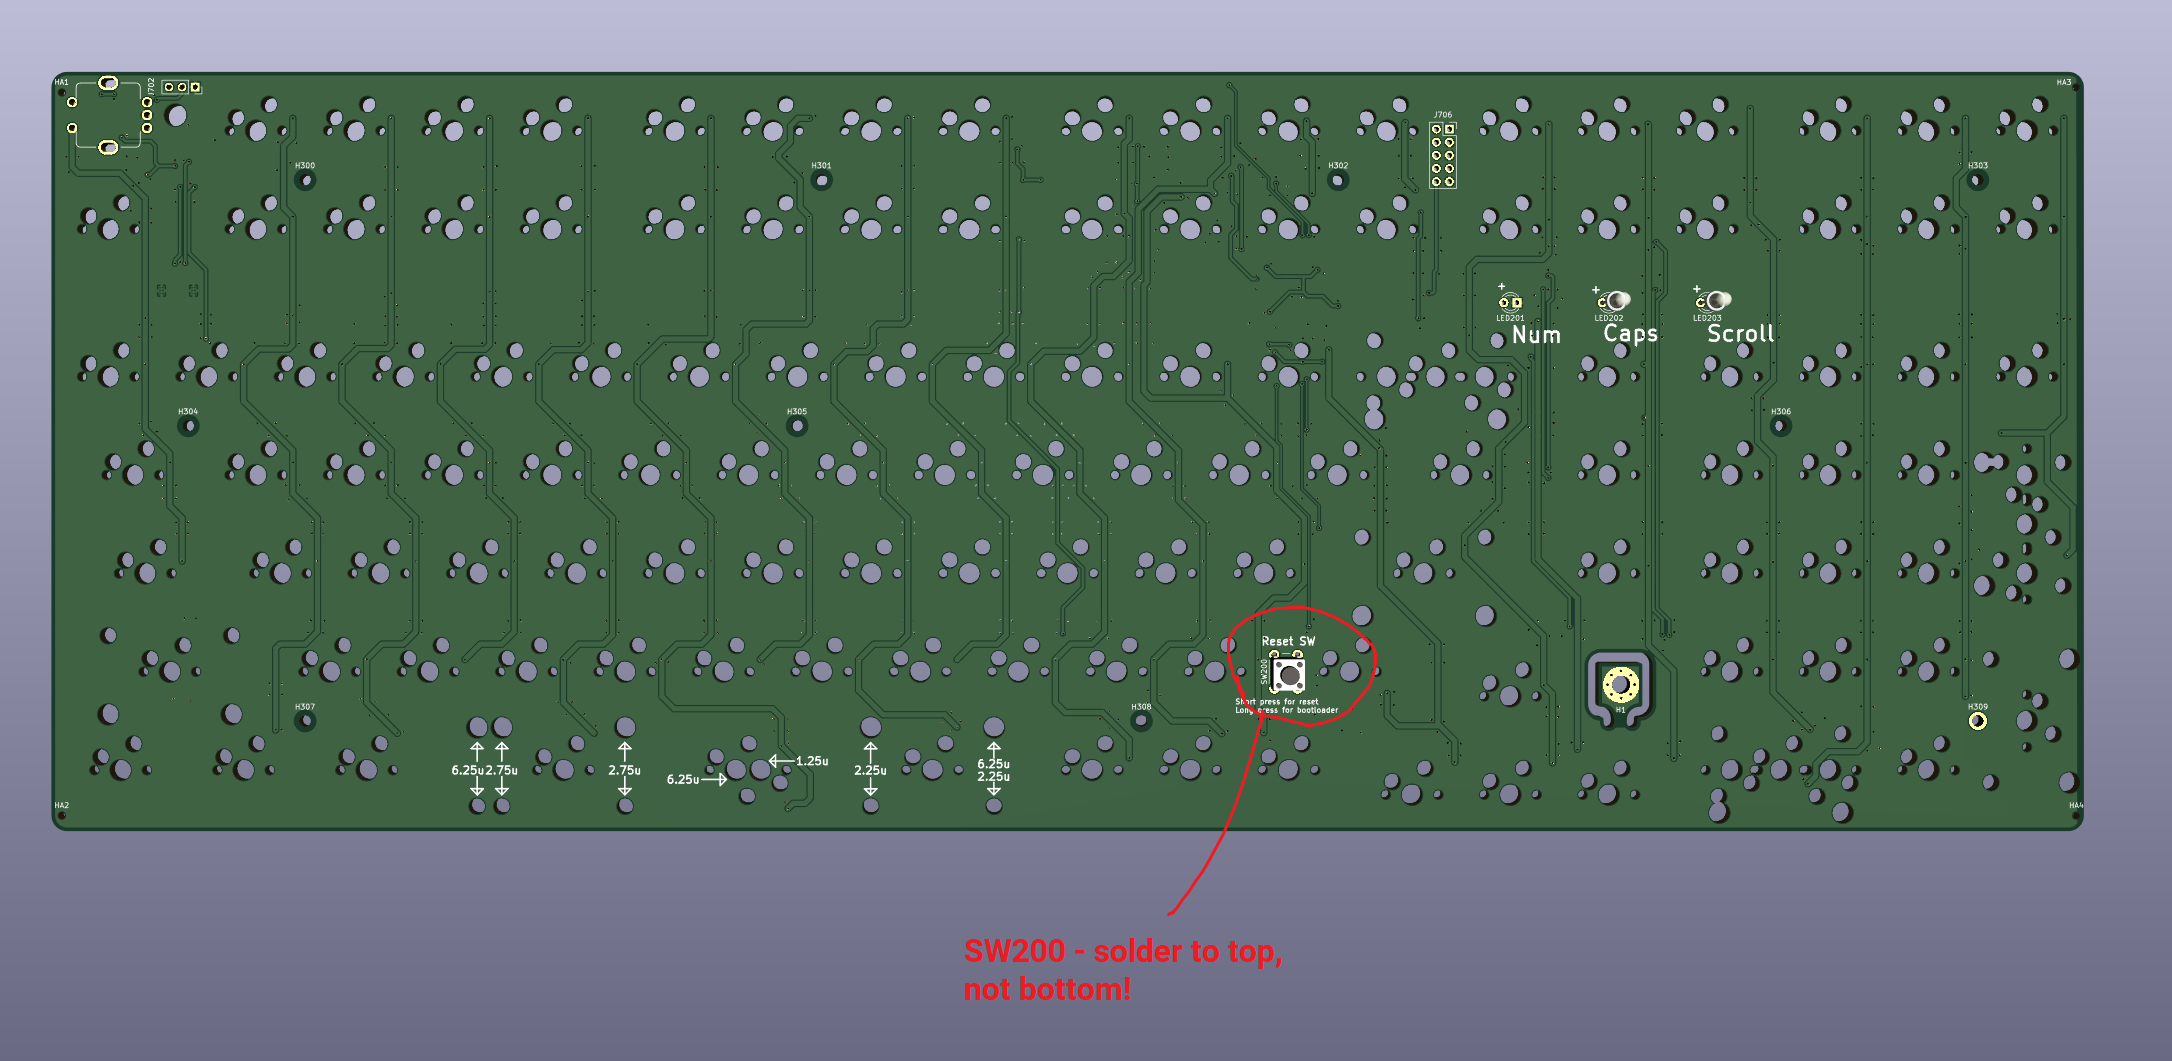 HA1
J702
HA3
J706
H300
H301
H302
H303
+
+
+
LED201
LED202
LED203
Num
Caps
Scroll
H304
H305
H306
Reset SW
SW200
Short press for reset
Long press for bootloader
H307
H308
H1
H309
6.25u
2.75u
2.75u
6.25u
1.25u
2.25u
6.25u
2.25u
HA2
HA4
SW200 - solder to top,
not bottom!